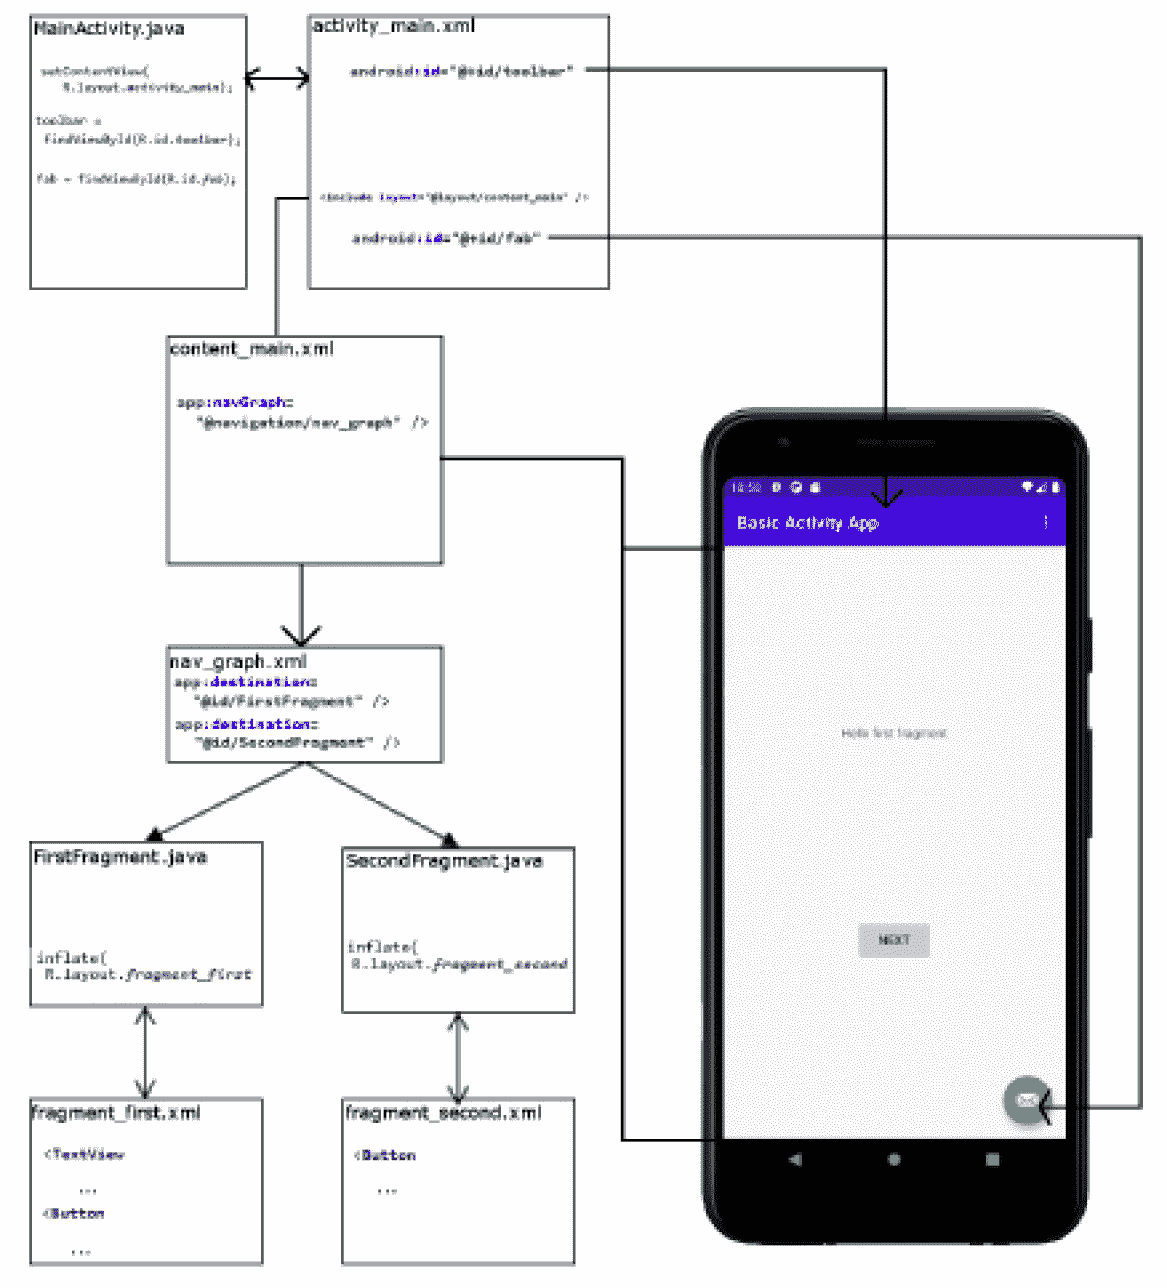 MainActivity.java
setContentView(
R.layout.activity_main);
toolbar =
findViewById(R.id.toolbar);
fab = findViewById(R.id.fab);
activity_main.xml
android:id="@+id/toolbar"
<include layout="@layout/content_main" />
android:id="@+id/fab"
content_main.xml
app:navGraph=
"@navigation/nav_graph" />
nav_graph.xml
app:destination=
"@id/FirstFragment" />
app:destination=
"@id/SecondFragment" />
FirstFragment.java
inflate(
R.layout.fragment_first
SecondFragment.java
inflate(
R.layout.fragment_second
fragment_first.xml
<TextView
...
<Button
...
fragment_second.xml
<Button
...
Basic Activity App
Hello first fragment
NEXT